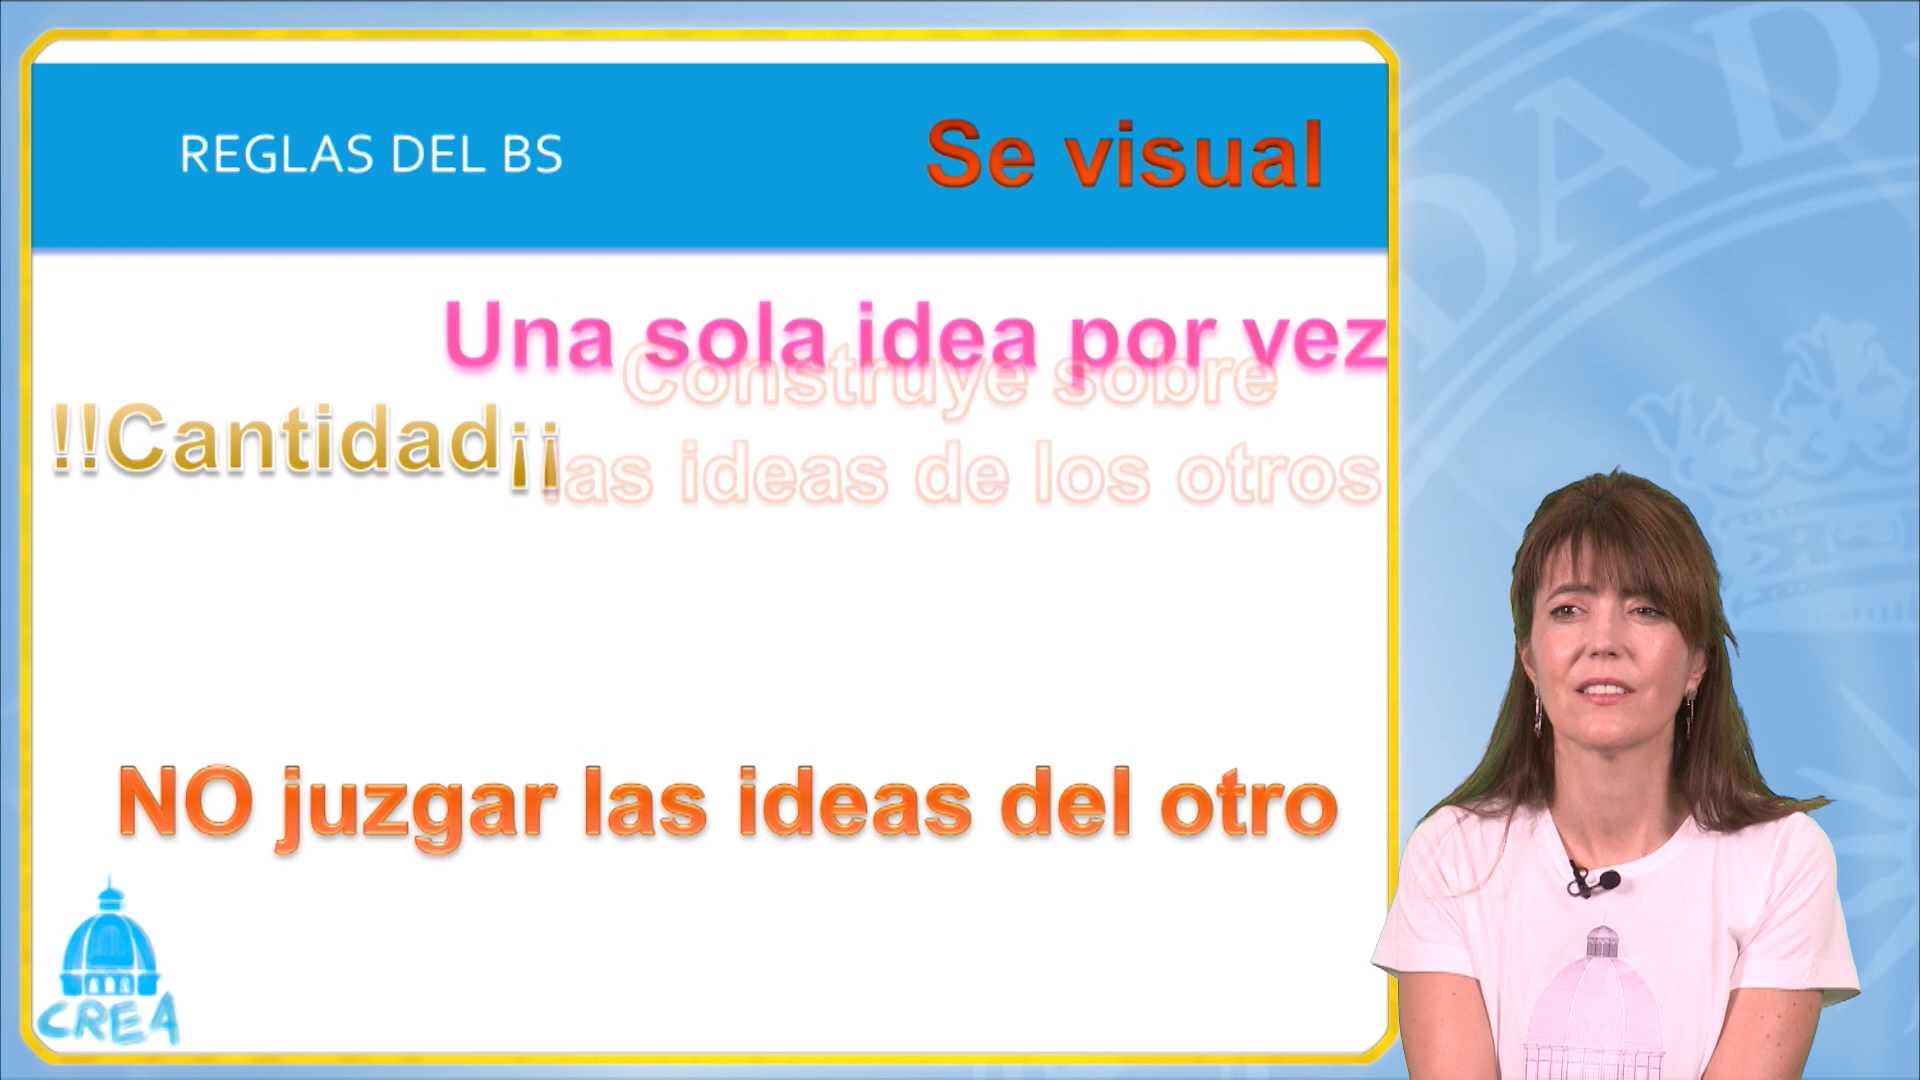 REGLAS DEL BS
Se visual
Una sola idea por vez
Construye sobre
las ideas de los otros
!!Cantidad¡¡
NO juzgar las ideas del otro
CREA
DAD